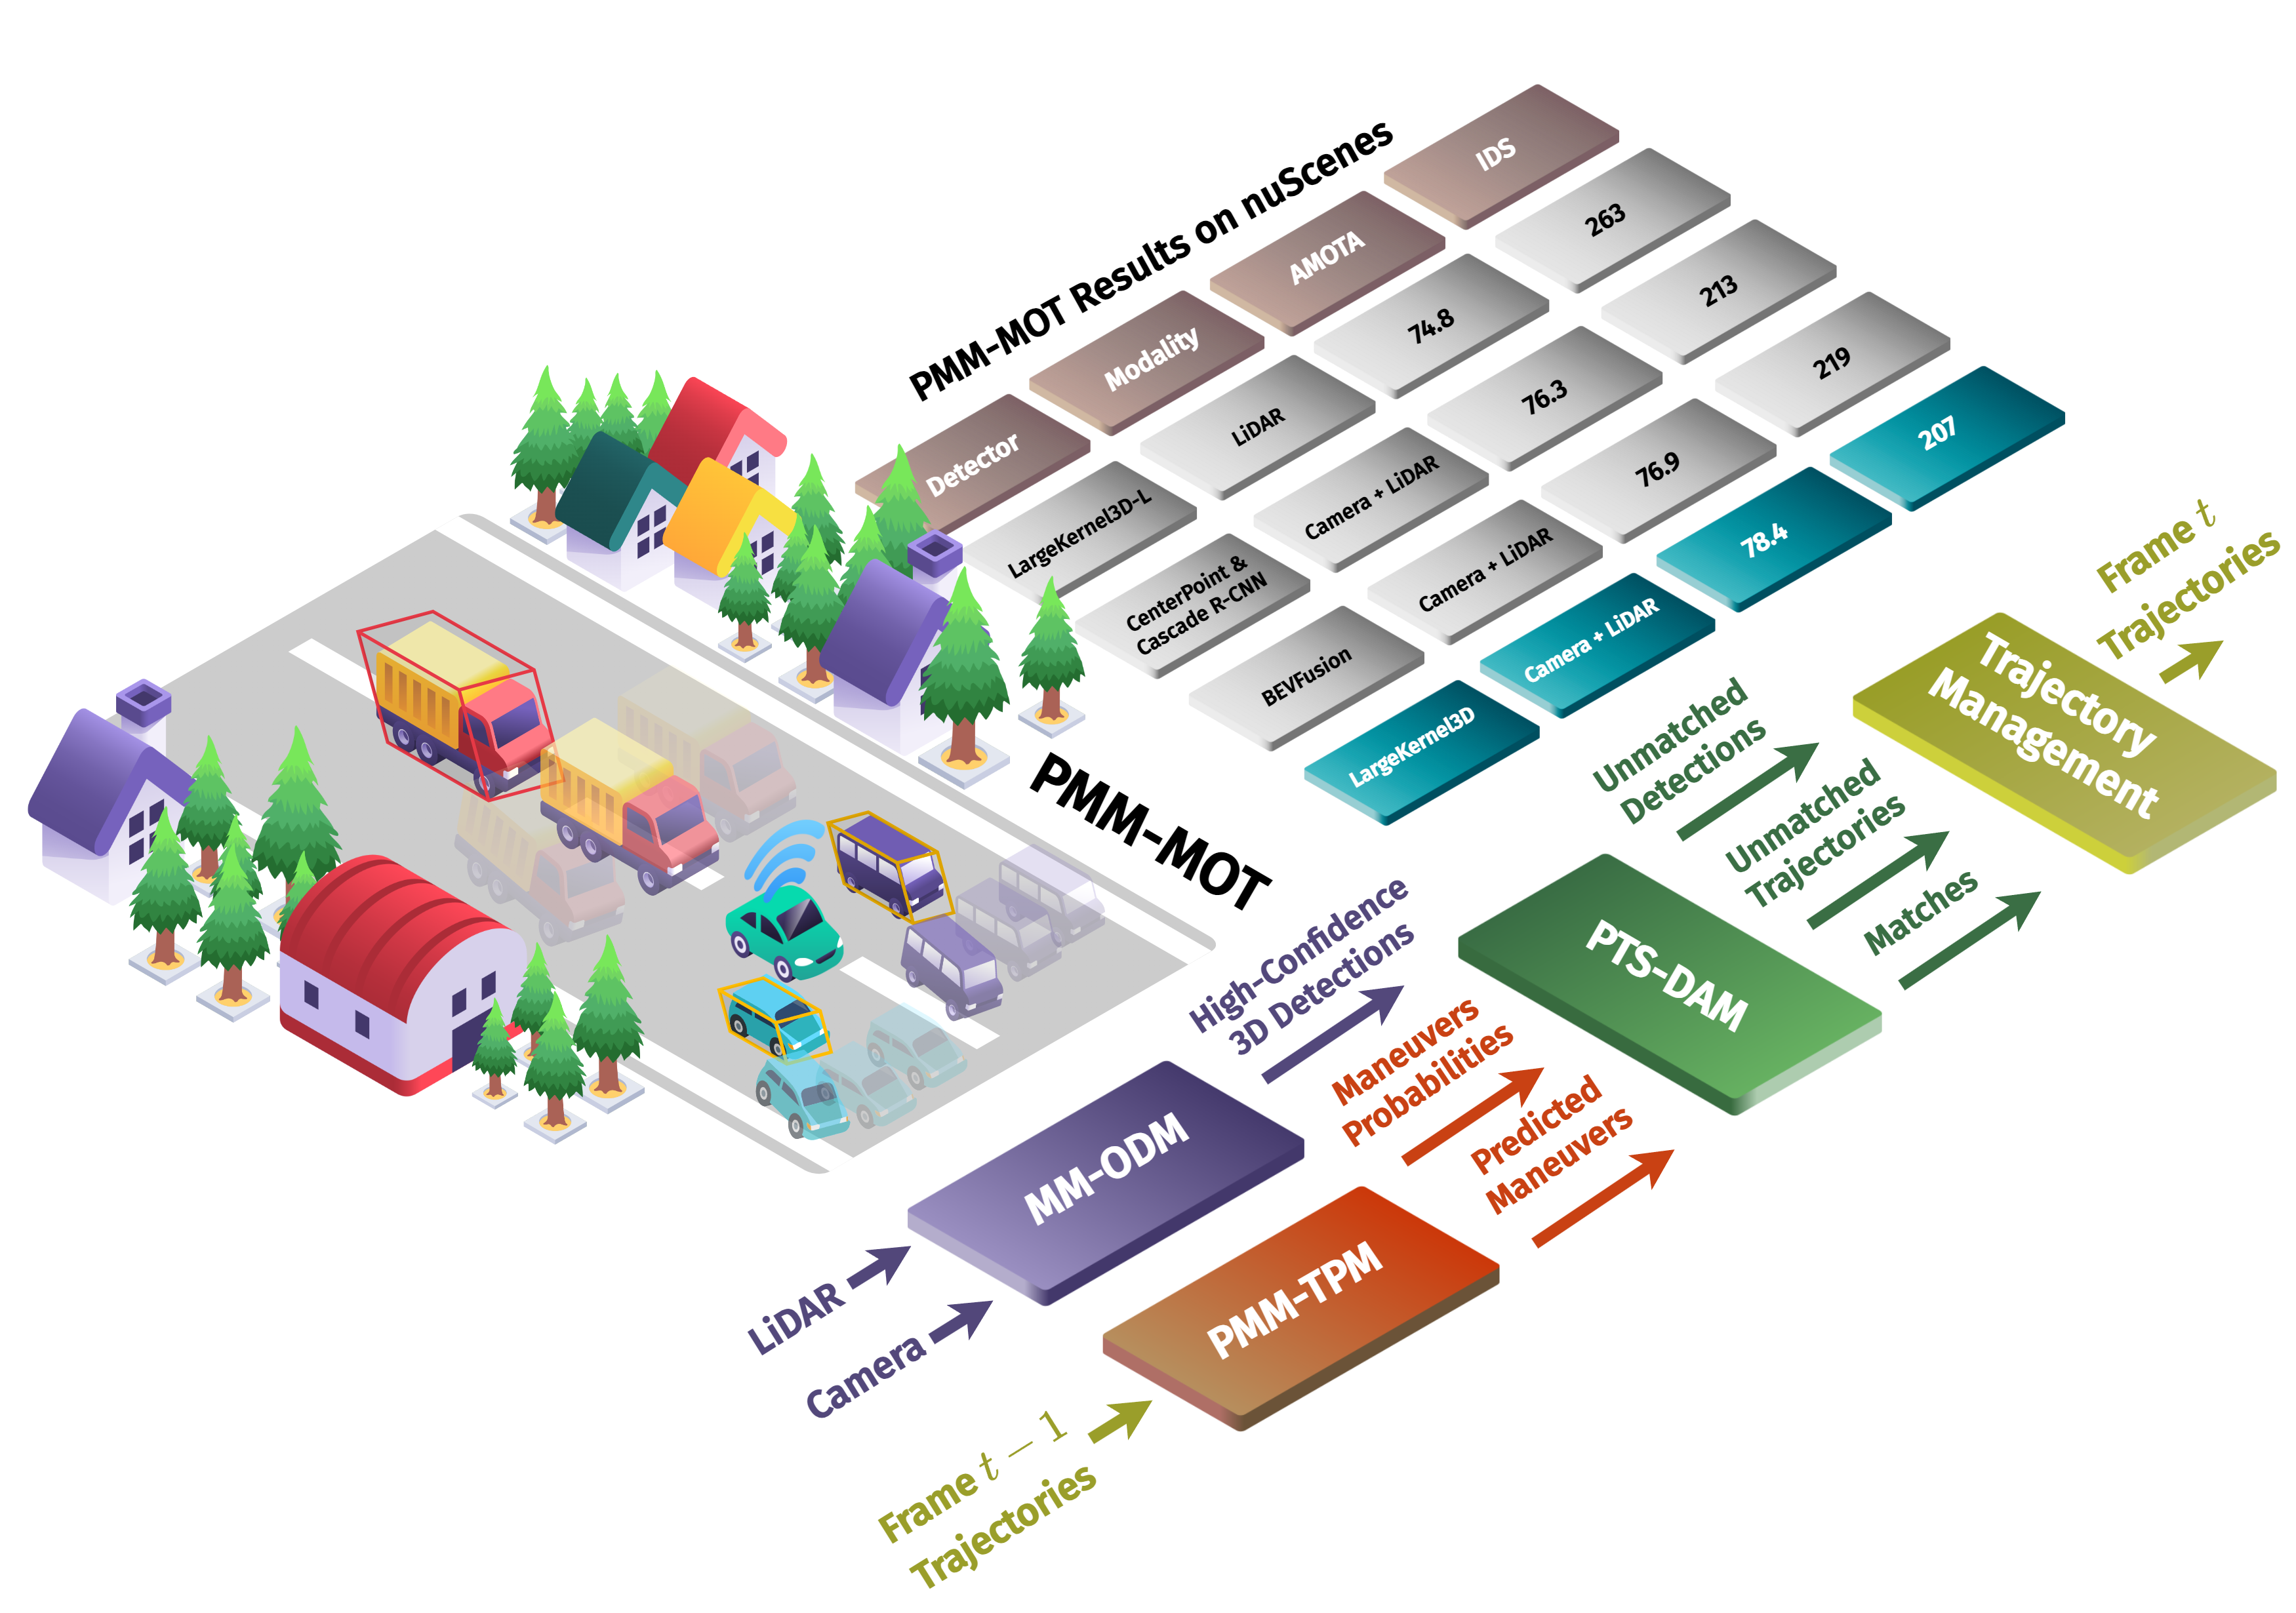 PMM-MOT Results on nuScenes
Detector
Modality
AMOTA
IDS
LargeKernel3D-L
LiDAR
74.8
263
CenterPoint &
Cascade R-CNN
Camera + LiDAR
76.3
213
BEVFusion
Camera + LiDAR
76.9
219
LargeKernel3D
Camera + LiDAR
78.4
207
PMM-MOT
LiDAR
Camera
Frame t − 1
Trajectories
MM-ODM
PMM-TPM
High-Confidence
3D Detections
Maneuvers
Probabilities
Predicted
Maneuvers
PTS-DAM
Unmatched
Detections
Unmatched
Trajectories
Matches
Trajectory
Management
Frame t
Trajectories